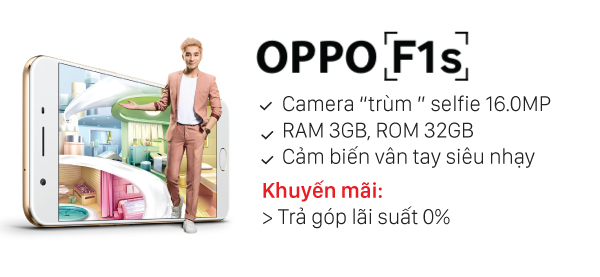 OPPO F1s
Camera “trùm ” selfie 16.0MP
RAM 3GB, ROM 32GB
Cảm biến vân tay siêu nhạy
Khuyến mãi:
> Trả góp lãi suất 0%